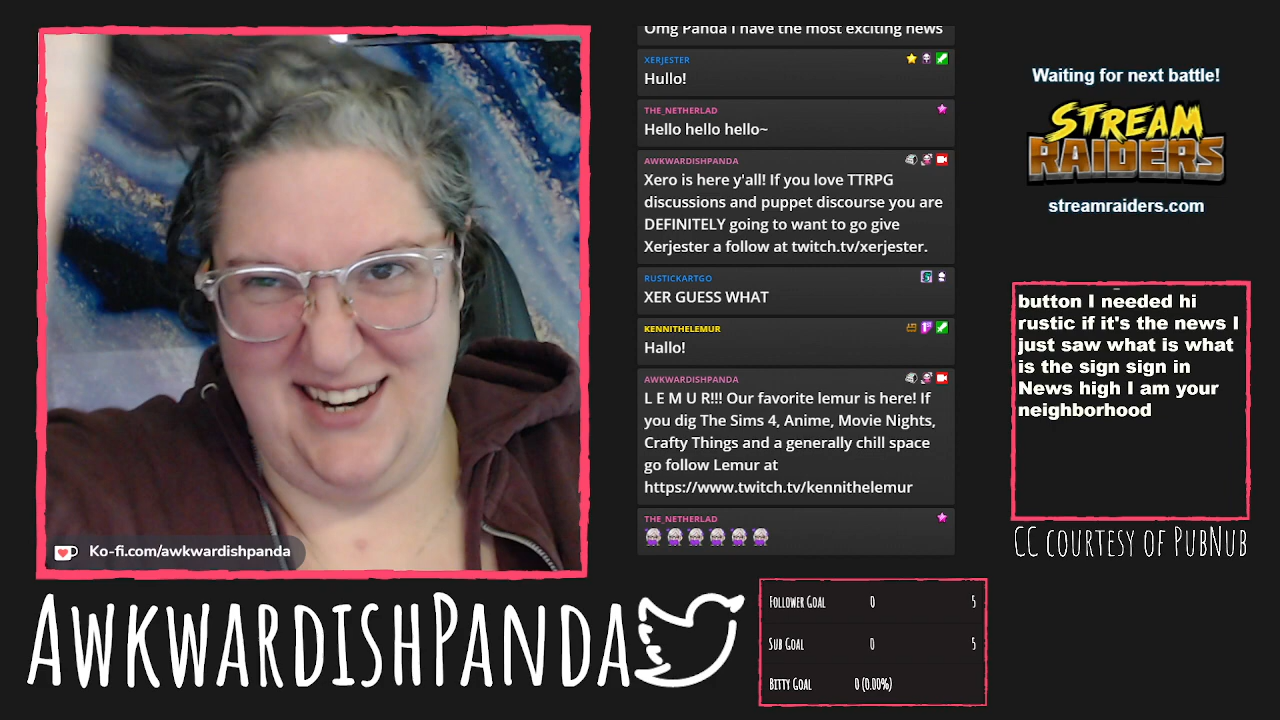 Omg Panda I have the most exciting news
XERJESTER
Hullo!
THE_NETHERLAD
Hello hello hello~
AWKWARDISHPANDA
Xero is here y'all! If you love TTRPG
discussions and puppet discourse you are
DEFINITELY going to want to go give
Xerjester a follow at twitch.tv/xerjester.
RUSTICKARTGO
XER GUESS WHAT
KENNITHELEMUR
Hallo!
AWKWARDISHPANDA
L E M U R!!! Our favorite lemur is here! If
you dig The Sims 4, Anime, Movie Nights,
Crafty Things and a generally chill space
go follow Lemur at
https://www.twitch.tv/kennithelemur
THE_NETHERLAD
Waiting for next battle!
STREAM
RAIDERS
streamraiders.com
button I needed hi
rustic if it's the news I
just saw what is what
is the sign sign in
News high I am your
neighborhood
CC courtesy of PubNub
Ko-fi.com/awkwardishpanda
AwkwardishPanda
Follower Goal 0 5
Sub Goal 0 5
Bitty Goal 0 (0.00%)